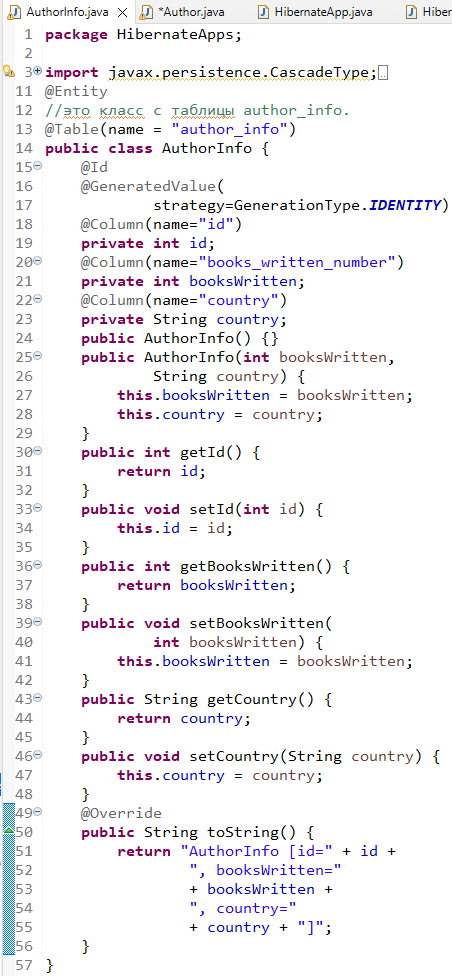 AuthorInfo.java *Author.java HibernateApp.java Hiber
1 package HibernateApps;
2
3 import javax.persistence.CascadeType;
11 @Entity
12 //это класс с таблицы author_info.
13 @Table(name = "author_info")
14 public class AuthorInfo {
15 @Id
16 @GeneratedValue(
17 strategy=GenerationType.IDENTITY)
18 @Column(name="id")
19 private int id;
20 @Column(name="books_written_number")
21 private int booksWritten;
22 @Column(name="country")
23 private String country;
24 public AuthorInfo() {}
25 public AuthorInfo(int booksWritten,
26 String country) {
27 this.booksWritten = booksWritten;
28 this.country = country;
29 }
30 public int getId() {
31 return id;
32 }
33 public void setId(int id) {
34 this.id = id;
35 }
36 public int getBooksWritten() {
37 return booksWritten;
38 }
39 public void setBooksWritten(
40 int booksWritten) {
41 this.booksWritten = booksWritten;
42 }
43 public String getCountry() {
44 return country;
45 }
46 public void setCountry(String country) {
47 this.country = country;
48 }
49 @Override
50 public String toString() {
51 return "AuthorInfo [id=" + id +
52 ", booksWritten="
53 + booksWritten +
54 ", country="
55 + country + "]";
56 }
57 }